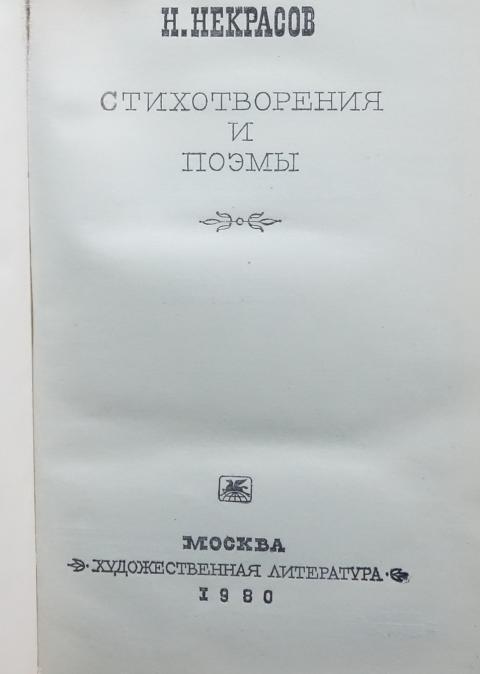 Н. НЕКРАСОВ
СТИХОТВОРЕНИЯ
И
ПОЭМЫ
МОСКВА
ХУДОЖЕСТВЕННАЯ ЛИТЕРАТУРА
1980